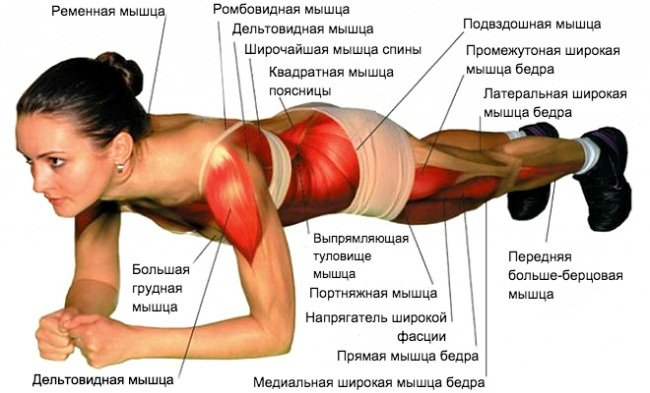 Ременная мышца
Ромбовидная мышца
Дельтовидная мышца
Широчайшая мышца спины
Квадратная мышца
поясницы
Подвздошная мышца
Промежутоная широкая
мышца бедра
Латеральная широкая
мышца бедра
Большая
грудная
мышца
Дельтовидная мышца
Выпрямляющая
туловище
мышца
Портняжная мышца
Напрягатель широкой
фасции
Прямая мышца бедра
Медиальная широкая мышца бедра
Передняя
больше-берцовая
мышца